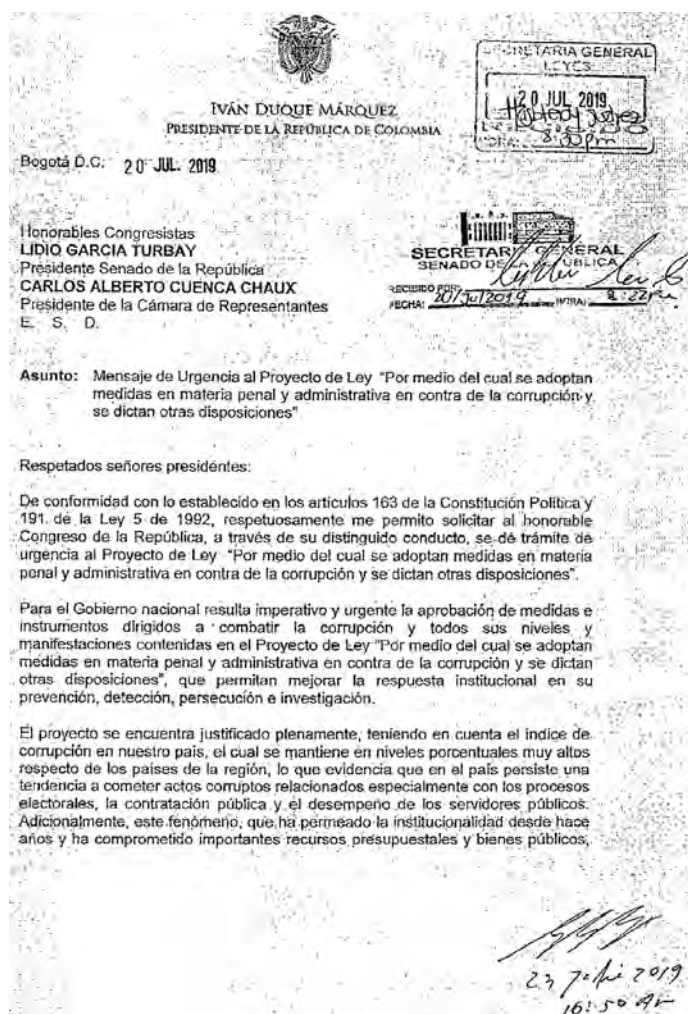 IVÁN DUQUE MÁRQUEZ
PRESIDENTE DE LA REPÚBLICA DE COLOMBIA
SECRETARIA GENERAL
LEYES
20 JUL 2019
8:30 pm
Bogotá D.C. 20 JUL. 2019
Honorables Congresistas
LIDIO GARCIA TURBAY
Presidente Senado de la República
CARLOS ALBERTO CUENCA CHAUX
Presidente de la Cámara de Representantes
E. S. D.
SECRETARIA GENERAL
SENADO DE LA REPUBLICA
RECIBIDO POR:
FECHA: 20/Jul/2019 HORA:
Asunto: Mensaje de Urgencia al Proyecto de Ley "Por medio del cual se adoptan
medidas en materia penal y administrativa en contra de la corrupción y
se dictan otras disposiciones"
Respetados señores presidentes:
De conformidad con lo establecido en los artículos 163 de la Constitución Política y
191 de la Ley 5 de 1992, respetuosamente me permito solicitar al honorable
Congreso de la República, a través de su distinguido conducto, se dé trámite de
urgencia al Proyecto de Ley "Por medio del cual se adoptan medidas en materia
penal y administrativa en contra de la corrupción y se dictan otras disposiciones".
Para el Gobierno nacional resulta imperativo y urgente la aprobación de medidas e
instrumentos dirigidos a combatir la corrupción y todos sus niveles y
manifestaciones contenidas en el Proyecto de Ley "Por medio del cual se adoptan
medidas en materia penal y administrativa en contra de la corrupción y se dictan
otras disposiciones", que permitan mejorar la respuesta institucional en su
prevención, detección, persecución e investigación.
El proyecto se encuentra justificado plenamente, teniendo en cuenta el índice de
corrupción en nuestro país, el cual se mantiene en niveles porcentuales muy altos
respecto de los países de la región, lo que evidencia que en el país persiste una
tendencia a cometer actos corruptos relacionados especialmente con los procesos
electorales, la contratación pública y el desempeño de los servidores públicos.
Adicionalmente, este fenómeno, que ha permeado la institucionalidad desde hace
años y ha comprometido importantes recursos presupuestales y bienes públicos,
23 Julio 2019